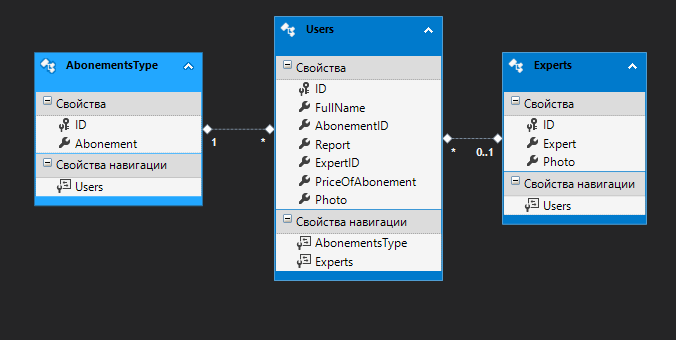 AbonementsType
Свойства
ID
Abonement
Свойства навигации
Users
1
*
Users
Свойства
ID
FullName
AbonementID
Report
ExpertID
PriceOfAbonement
Photo
Свойства навигации
AbonementsType
Experts
*
0..1
Experts
Свойства
ID
Expert
Photo
Свойства навигации
Users